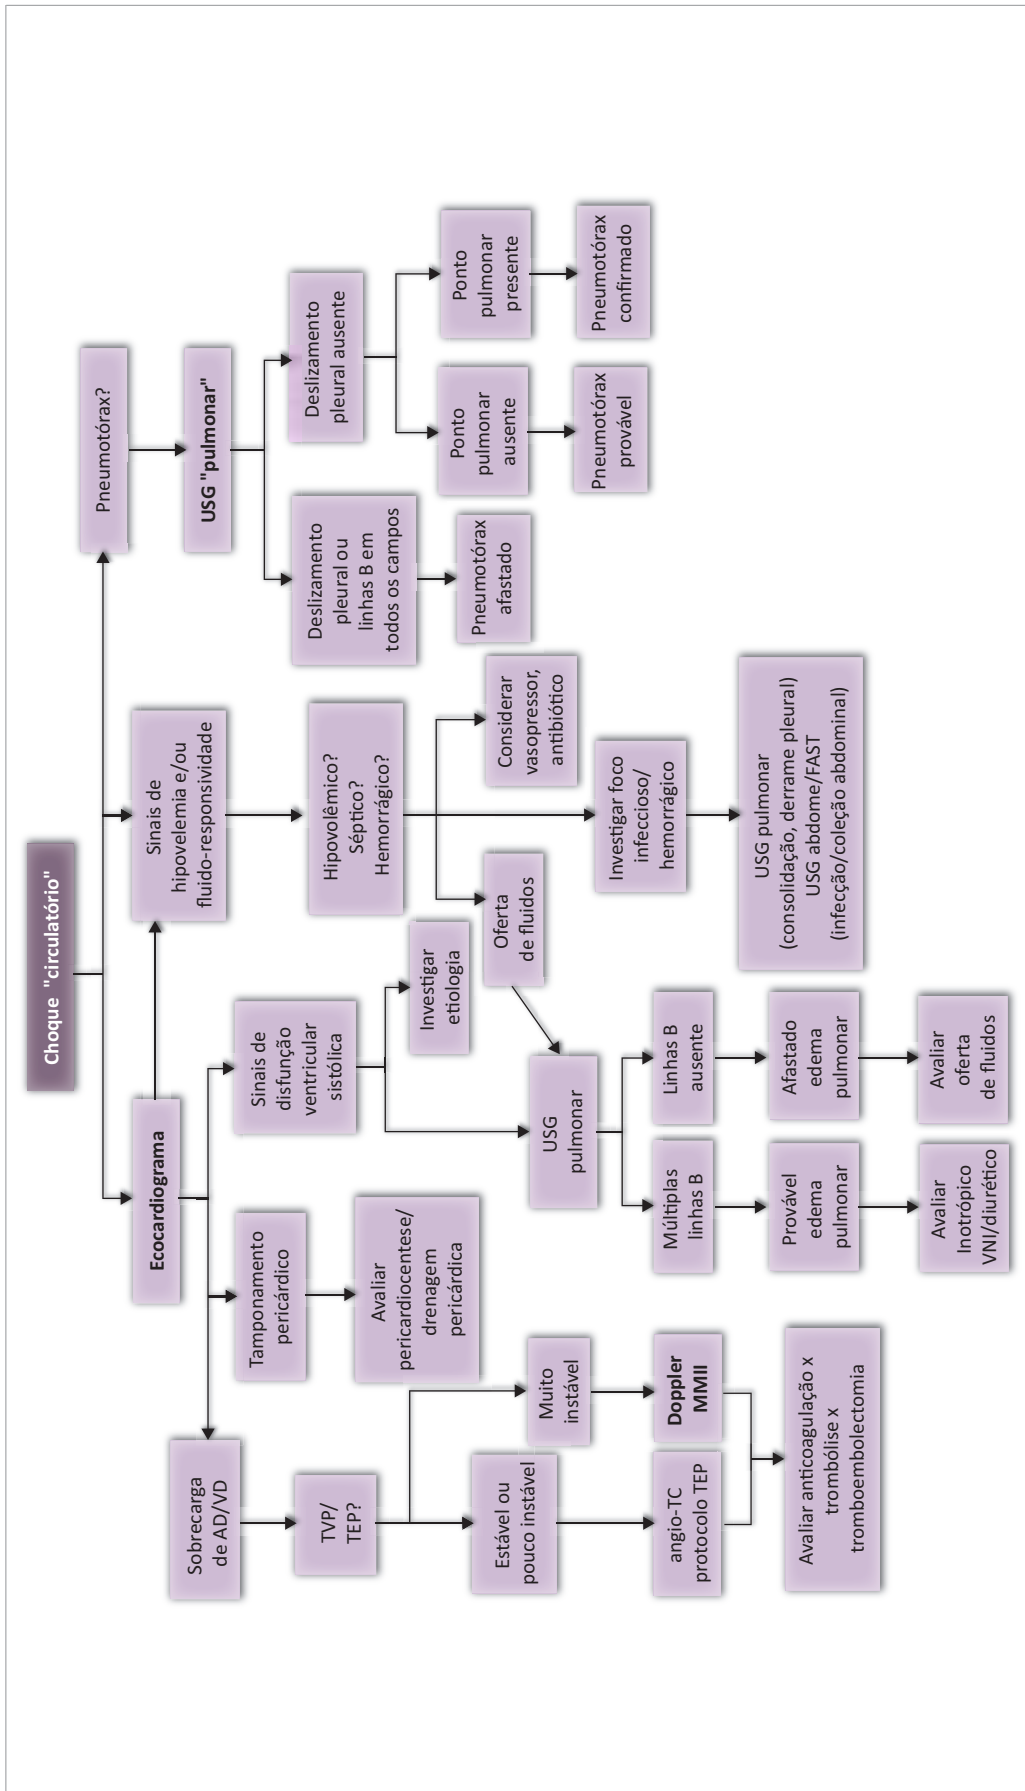 Choque "circulatório"
Ecocardiograma
Sinais de
hipovelemia e/ou
fluido-responsividade
Pneumotórax?
Sobrecarga
de AD/VD
Tamponamento
pericárdico
Sinais de
disfunção
ventricular
sistólica
Hipovolêmico?
Séptico?
Hemorrágico?
USG "pulmonar"
TVP/
TEP?
Avaliar
pericardiocentese/
drenagem
pericárdica
Investigar
etiologia
Oferta
de fluidos
Considerar
vasopressor,
antibiótico
Deslizamento
pleural ou
linhas B em
todos os campos
Deslizamento
pleural ausente
Estável ou
pouco instável
Muito
instável
USG
pulmonar
Investigar foco
infeccioso/
hemorrágico
Pneumotórax
afastado
Ponto
pulmonar
ausente
Ponto
pulmonar
presente
angio-TC
protocolo TEP
Doppler
MMII
Múltiplas
linhas B
Linhas B
ausente
USG pulmonar
(consolidação, derrame pleural)
USG abdome/FAST
(infecção/coleção abdominal)
Pneumotórax
provável
Pneumotórax
confirmado
Avaliar anticoagulação x
trombólise x
tromboembolectomia
Provável
edema
pulmonar
Afastado
edema
pulmonar
Avaliar
Inotrópico
VNI/diurético
Avaliar
oferta
de fluidos